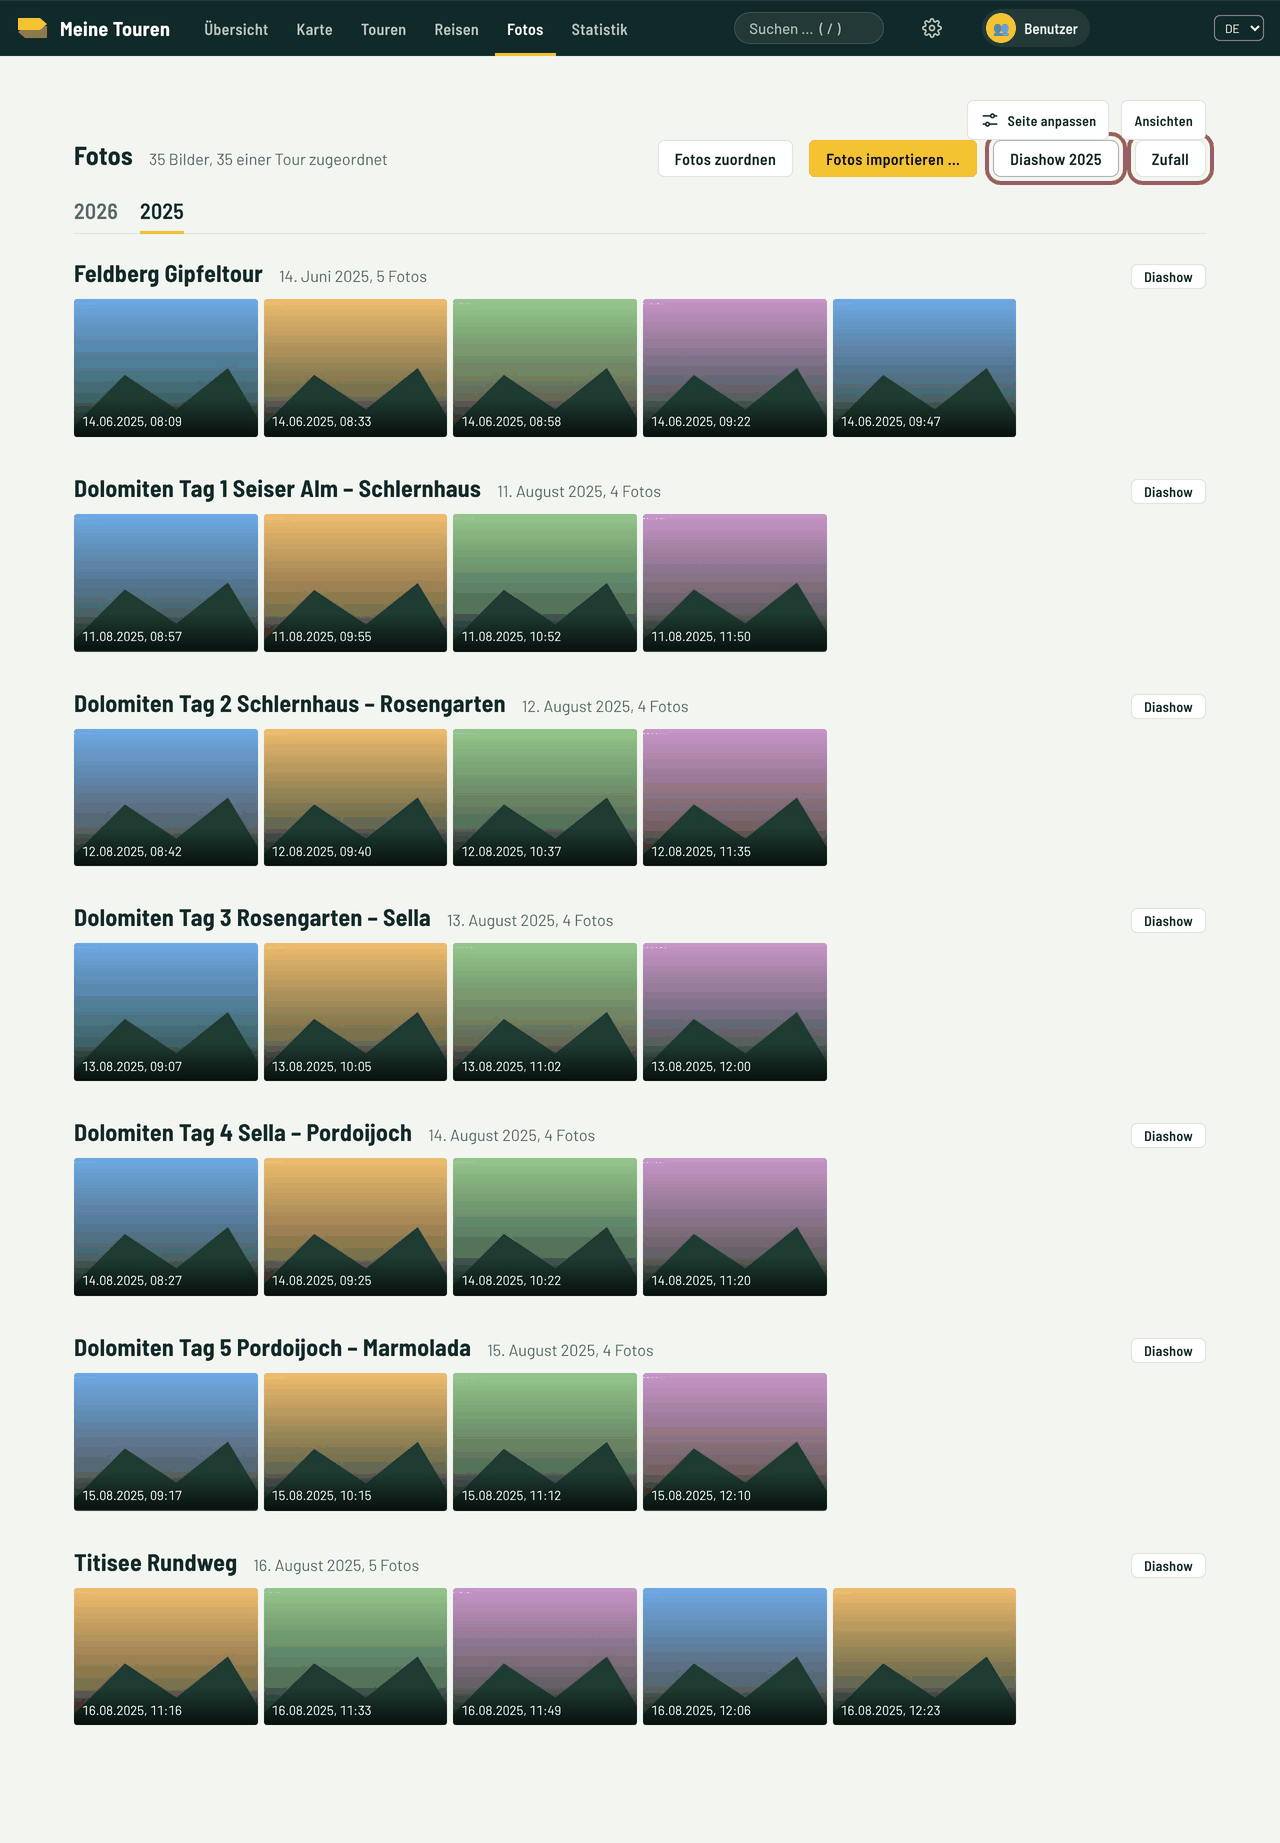 Meine Touren Übersicht Karte Touren Reisen Fotos Statistik Suchen … ( / ) Benutzer DE
Seite anpassen Ansichten
Fotos 35 Bilder, 35 einer Tour zugeordnet Fotos zuordnen Fotos importieren … Diashow 2025 Zufall
2026 2025
Feldberg Gipfeltour 14. Juni 2025, 5 Fotos Diashow
14.06.2025, 08:09 14.06.2025, 08:33 14.06.2025, 08:58 14.06.2025, 09:22 14.06.2025, 09:47
Dolomiten Tag 1 Seiser Alm – Schlernhaus 11. August 2025, 4 Fotos Diashow
11.08.2025, 08:57 11.08.2025, 09:55 11.08.2025, 10:52 11.08.2025, 11:50
Dolomiten Tag 2 Schlernhaus – Rosengarten 12. August 2025, 4 Fotos Diashow
12.08.2025, 08:42 12.08.2025, 09:40 12.08.2025, 10:37 12.08.2025, 11:35
Dolomiten Tag 3 Rosengarten – Sella 13. August 2025, 4 Fotos Diashow
13.08.2025, 09:07 13.08.2025, 10:05 13.08.2025, 11:02 13.08.2025, 12:00
Dolomiten Tag 4 Sella – Pordoijoch 14. August 2025, 4 Fotos Diashow
14.08.2025, 08:27 14.08.2025, 09:25 14.08.2025, 10:22 14.08.2025, 11:20
Dolomiten Tag 5 Pordoijoch – Marmolada 15. August 2025, 4 Fotos Diashow
15.08.2025, 09:17 15.08.2025, 10:15 15.08.2025, 11:12 15.08.2025, 12:10
Titisee Rundweg 16. August 2025, 5 Fotos Diashow
16.08.2025, 11:16 16.08.2025, 11:33 16.08.2025, 11:49 16.08.2025, 12:06 16.08.2025, 12:23